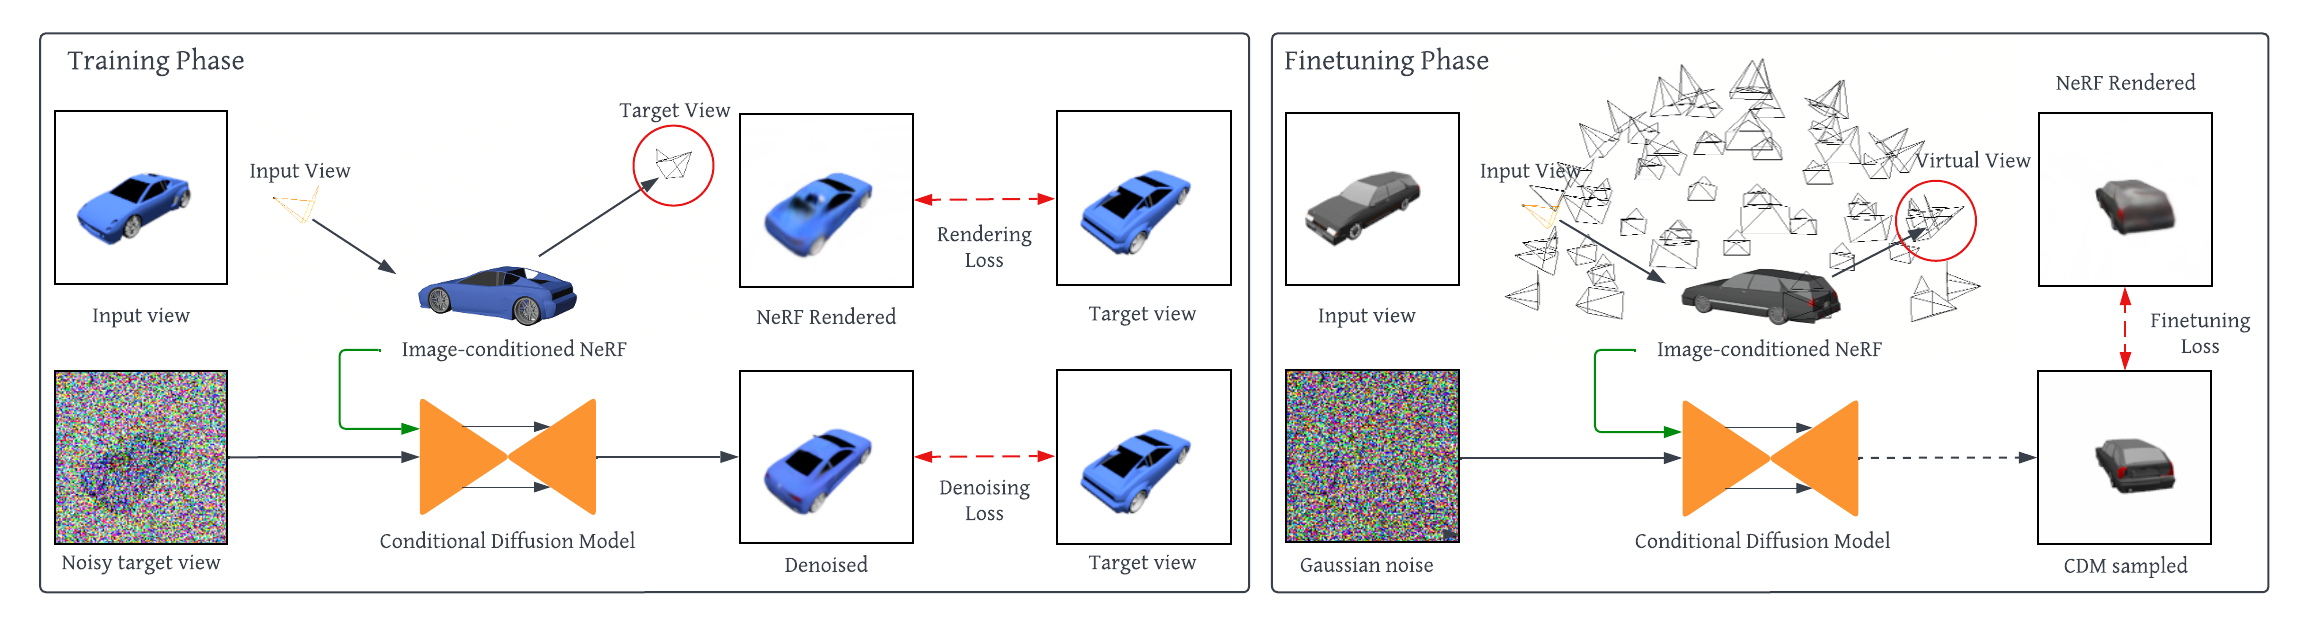 Training Phase
Target View
Input View
Rendering
Loss
Input view
NeRF Rendered
Target view
Image-conditioned NeRF
Denoising
Loss
Conditional Diffusion Model
Noisy target view
Denoised
Target view
Finetuning Phase
NeRF Rendered
Input View
Virtual View
Input view
Finetuning
Loss
Image-conditioned NeRF
Conditional Diffusion Model
Gaussian noise
CDM sampled